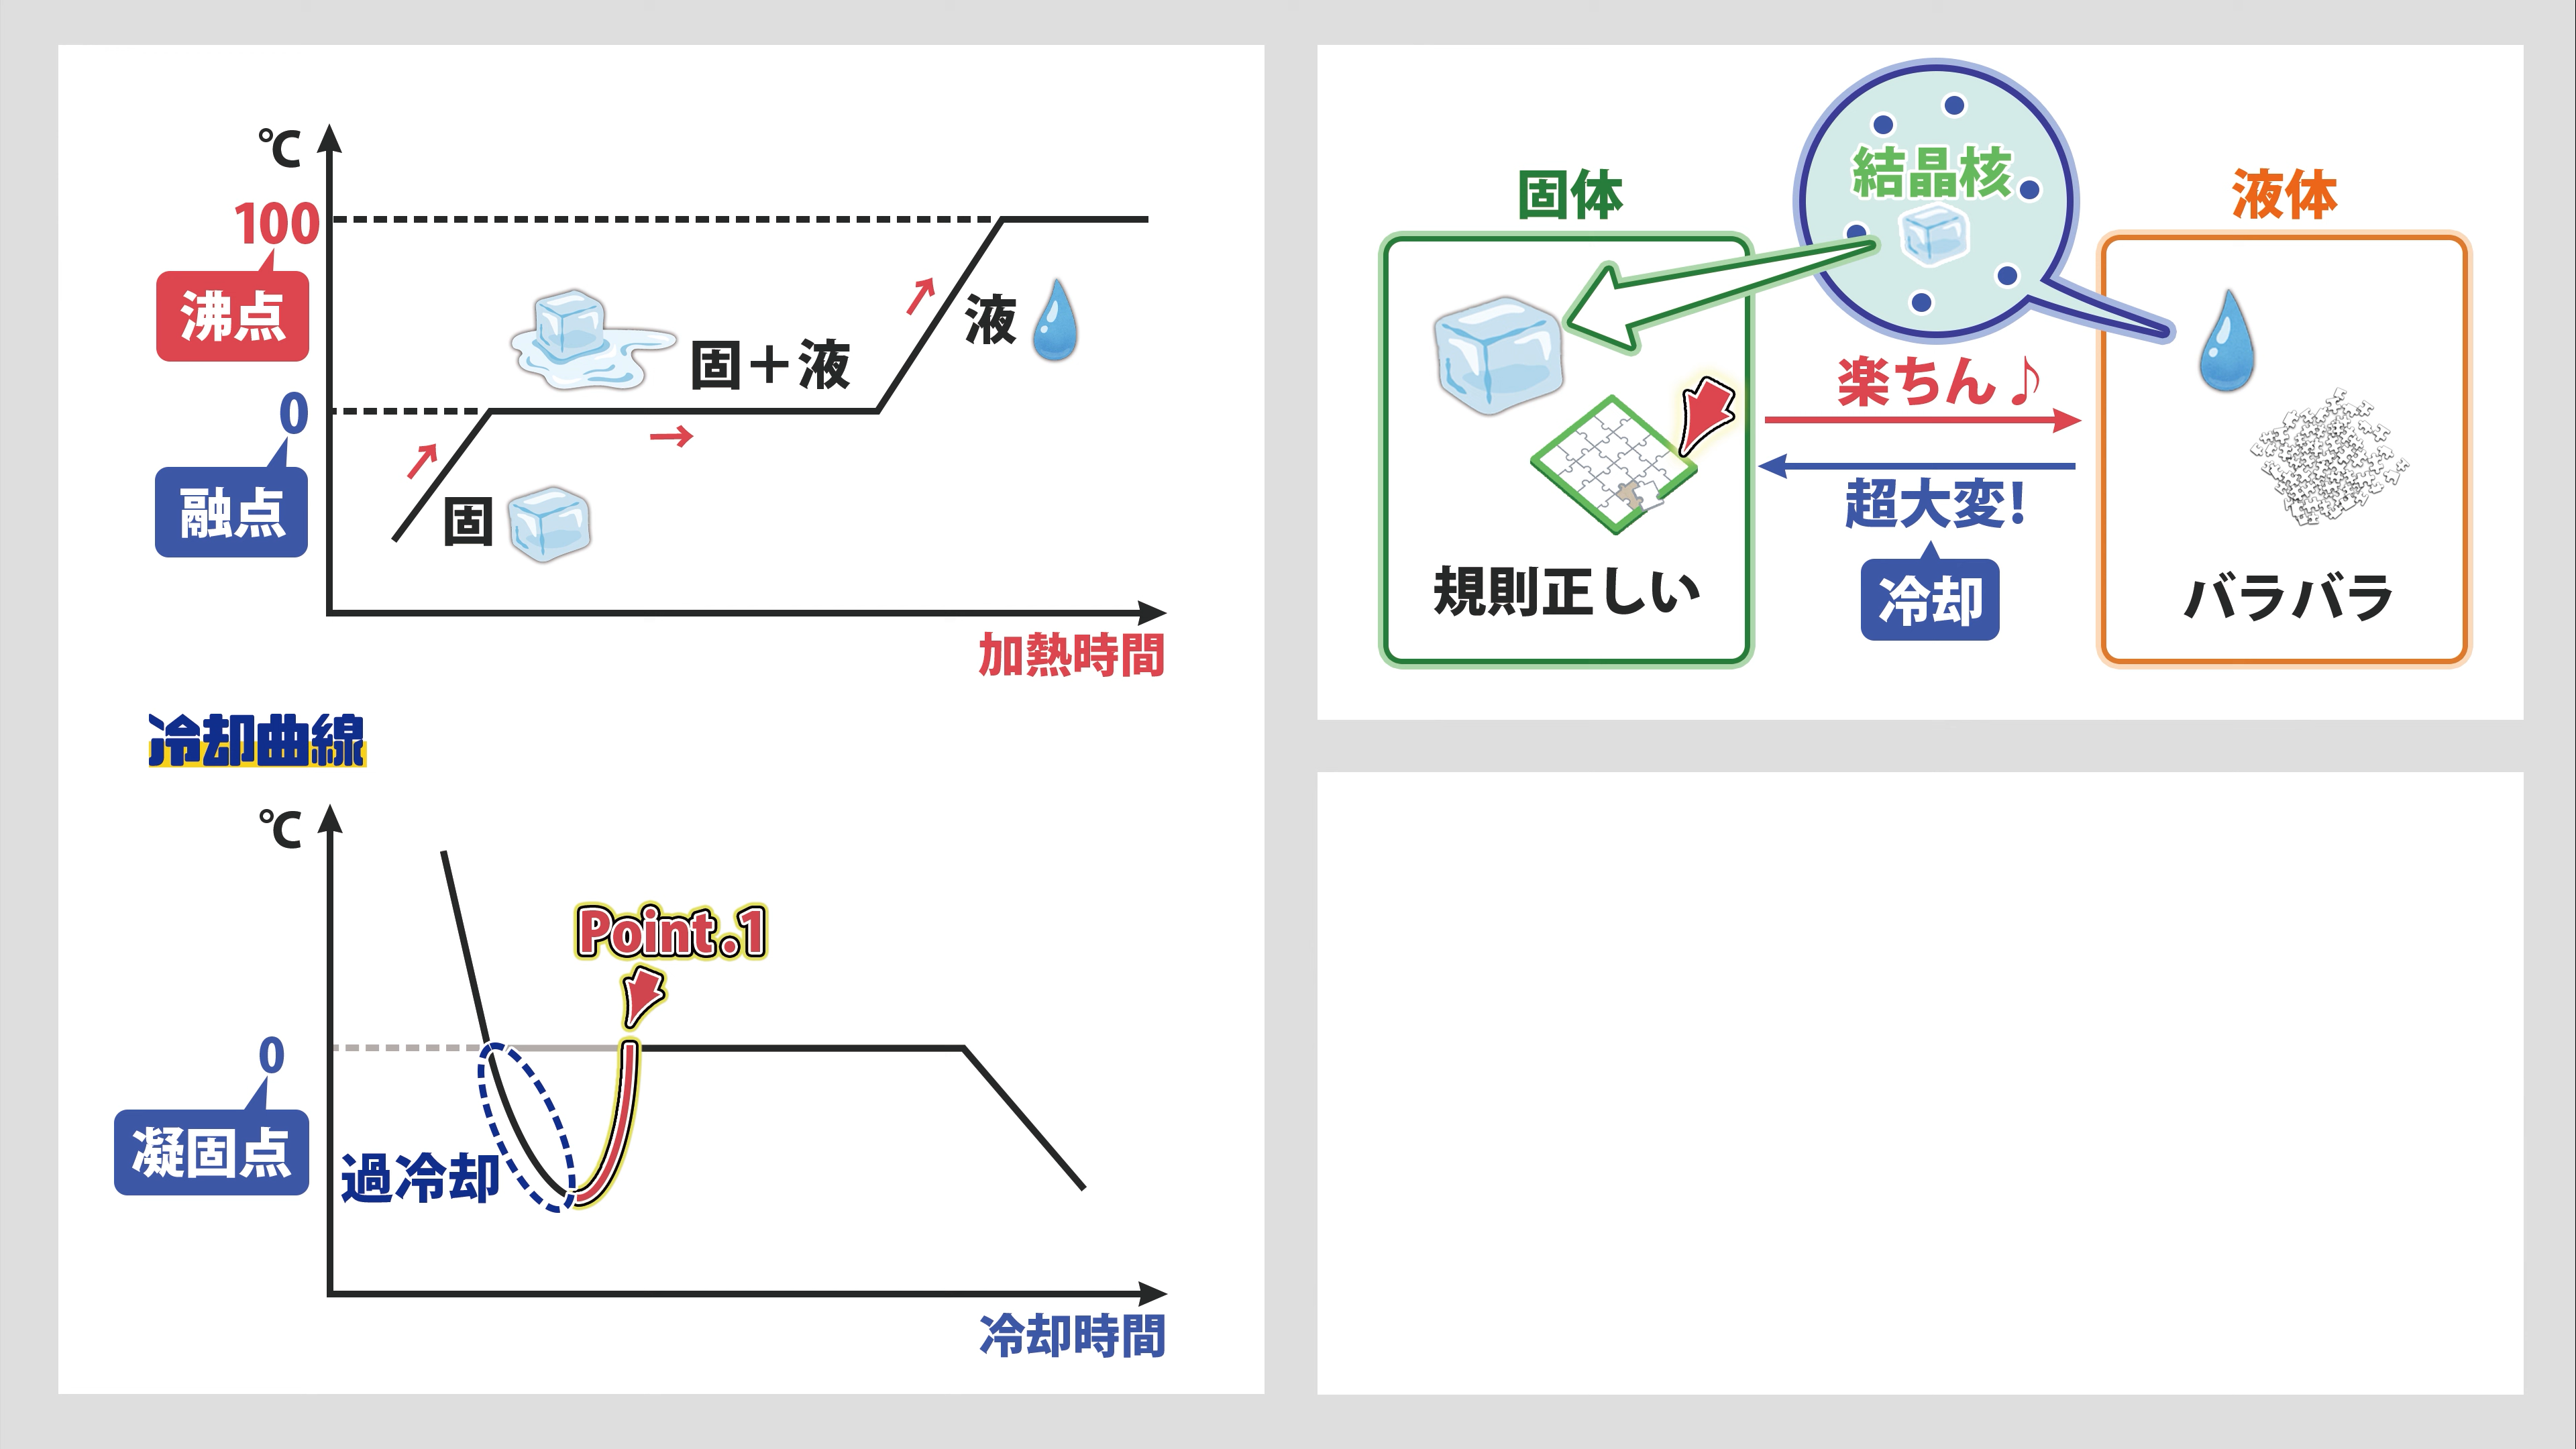 ℃
100
沸点
0
融点
固+液
液
固
加熱時間
冷却曲線
℃
Point.1
0
凝固点
過冷却
冷却時間
結晶核
固体
液体
楽ちん♪
超大変!
冷却
規則正しい
バラバラ